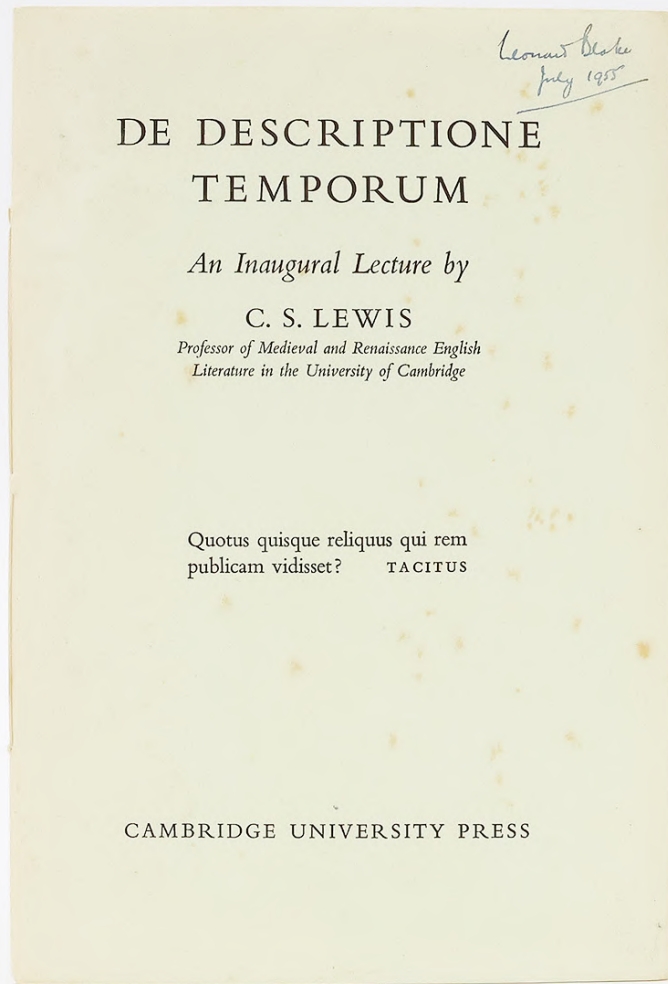 Leonard Blake
July 1955
DE DESCRIPTIONE
TEMPORUM
An Inaugural Lecture by
C. S. LEWIS
Professor of Medieval and Renaissance English
Literature in the University of Cambridge
Quotus quisque reliquus qui rem
publicam vidisset? TACITUS
CAMBRIDGE UNIVERSITY PRESS